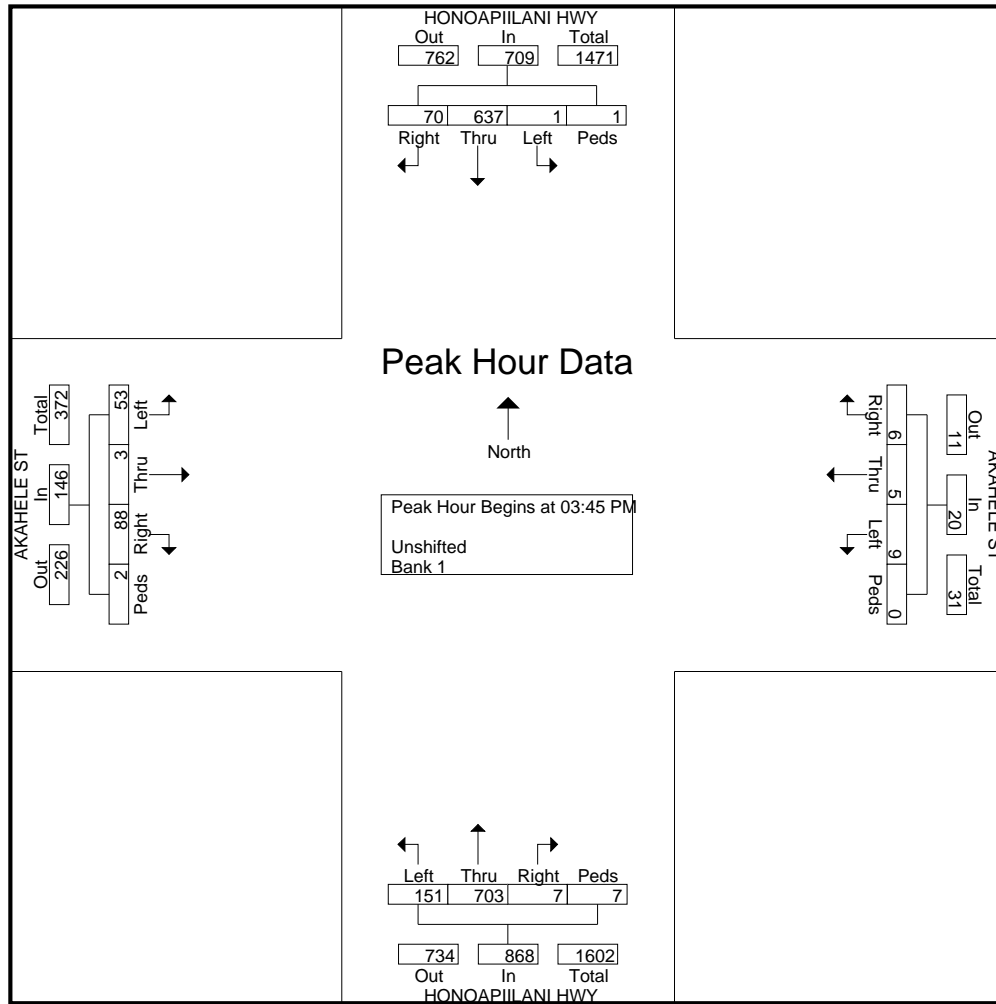 HONOAPIILANI HWY
Out In Total
762 709 1471
70 637 1 1
Right Thru Left Peds
Peak Hour Data
North
Peak Hour Begins at 03:45 PM
Unshifted
Bank 1
AKAHELE ST
Total In Out
372 146 226
53 3 88 2
Left Thru Right Peds
AKAHELE ST
Out In Total
11 20 31
6 5 9 0
Right Thru Left Peds
Left Thru Right Peds
151 703 7 7
734 868 1602
Out In Total
HONOAPIILANI HWY